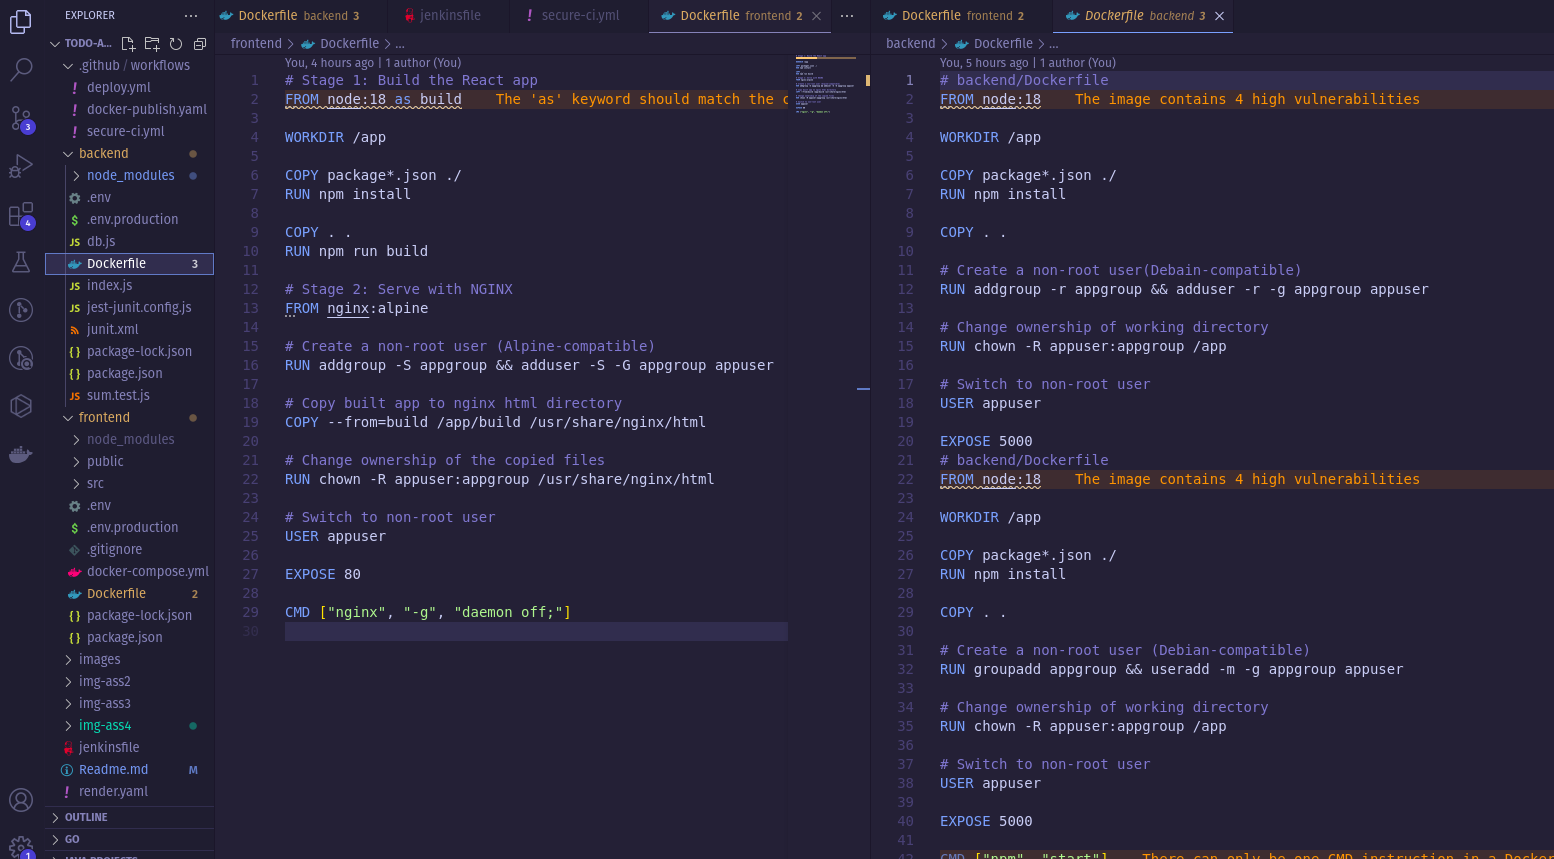 EXPLORER
TODO-A...
.github / workflows
deploy.yml
docker-publish.yaml
secure-ci.yml
backend
node_modules
.env
.env.production
db.js
Dockerfile 3
index.js
jest-junit.config.js
junit.xml
package-lock.json
package.json
sum.test.js
frontend
node_modules
public
src
.env
.env.production
.gitignore
docker-compose.yml
Dockerfile 2
package-lock.json
package.json
images
img-ass2
img-ass3
img-ass4
jenkinsfile
Readme.md M
render.yaml
OUTLINE
GO
3
4
1
Dockerfile backend 3
jenkinsfile
secure-ci.yml
Dockerfile frontend 2
frontend > Dockerfile > ...
You, 4 hours ago | 1 author (You)
1 # Stage 1: Build the React app
2 FROM node:18 as build The 'as' keyword should match the c
3
4 WORKDIR /app
5
6 COPY package*.json ./
7 RUN npm install
8
9 COPY . .
10 RUN npm run build
11
12 # Stage 2: Serve with NGINX
13 FROM nginx:alpine
14
15 # Create a non-root user (Alpine-compatible)
16 RUN addgroup -S appgroup && adduser -S -G appgroup appuser
17
18 # Copy built app to nginx html directory
19 COPY --from=build /app/build /usr/share/nginx/html
20
21 # Change ownership of the copied files
22 RUN chown -R appuser:appgroup /usr/share/nginx/html
23
24 # Switch to non-root user
25 USER appuser
26
27 EXPOSE 80
28
29 CMD ["nginx", "-g", "daemon off;"]
30
Dockerfile frontend 2
Dockerfile backend 3
backend > Dockerfile > ...
You, 5 hours ago | 1 author (You)
1 # backend/Dockerfile
2 FROM node:18 The image contains 4 high vulnerabilities
3
4 WORKDIR /app
5
6 COPY package*.json ./
7 RUN npm install
8
9 COPY . .
10
11 # Create a non-root user(Debain-compatible)
12 RUN addgroup -r appgroup && adduser -r -g appgroup appuser
13
14 # Change ownership of working directory
15 RUN chown -R appuser:appgroup /app
16
17 # Switch to non-root user
18 USER appuser
19
20 EXPOSE 5000
21 # backend/Dockerfile
22 FROM node:18 The image contains 4 high vulnerabilities
23
24 WORKDIR /app
25
26 COPY package*.json ./
27 RUN npm install
28
29 COPY . .
30
31 # Create a non-root user (Debian-compatible)
32 RUN groupadd appgroup && useradd -m -g appgroup appuser
33
34 # Change ownership of working directory
35 RUN chown -R appuser:appgroup /app
36
37 # Switch to non-root user
38 USER appuser
39
40 EXPOSE 5000
41
42 CMD ["npm", "start"] There can only be one CMD instruction in a Docker